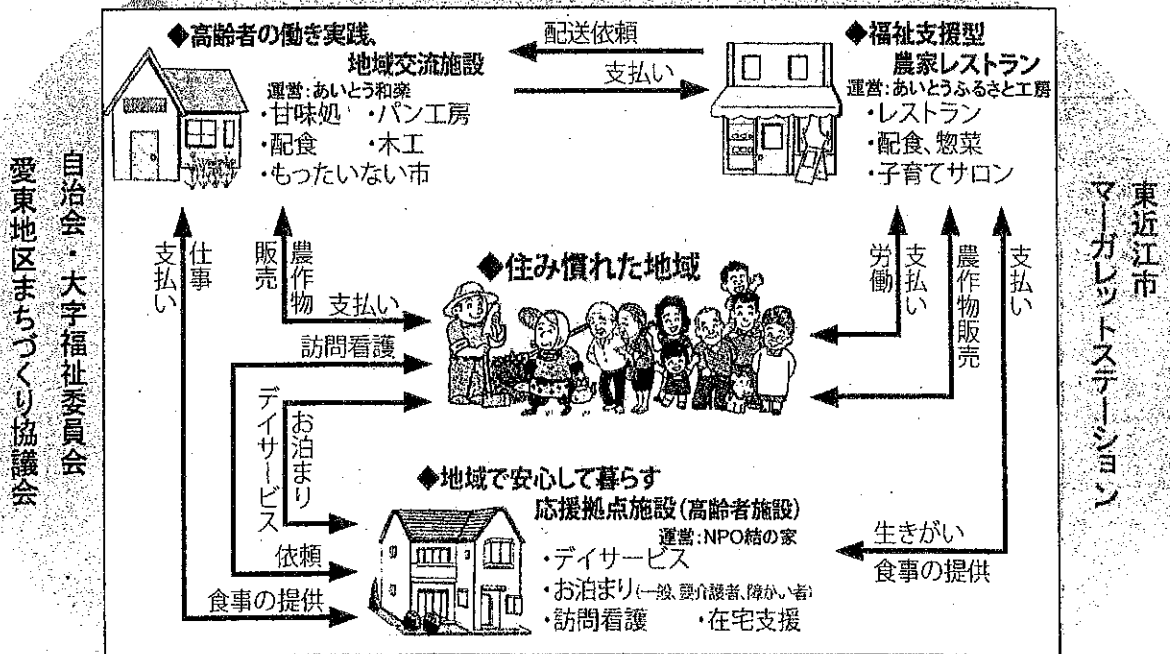 ◆高齢者の働き実践、
地域交流施設
運営:あいとう和楽
・甘味処 ・パン工房
・配食 ・木工
・もったいない市
配送依頼
支払い
◆福祉支援型
農家レストラン
運営:あいとうふるさと工房
・レストラン
・配食、惣菜
・子育てサロン
自治会・大字福祉委員会
愛東地区まちづくり協議会
東近江市
マーガレットステーション
仕事
支払い
農作物
販売
支払い
訪問看護
お泊まり
デイサービス
依頼
食事の提供
◆住み慣れた地域
労働
支払い
農作物販売
支払い
生きがい
食事の提供
◆地域で安心して暮らす
応援拠点施設(高齢者施設)
運営:NPO結の家
・デイサービス
・お泊まり(一般、要介護者、障がい者)
・訪問看護 ・在宅支援